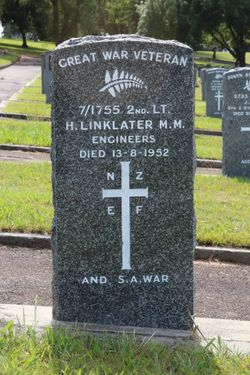 GREAT WAR VETERAN
7/1755 2ND. LT.
H. LINKLATER M.M.
ENGINEERS
DIED 13-8-1952
N Z
E F
AND S.A. WAR